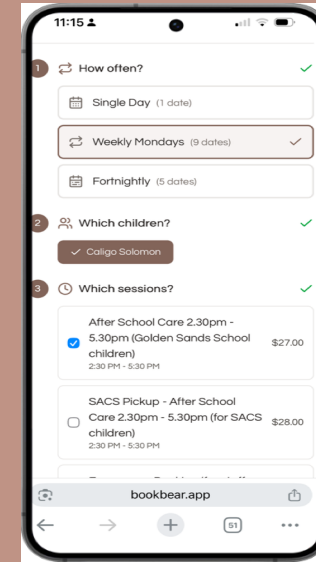 11:15
1 How often?
Single Day (1 date)
Weekly Mondays (9 dates)
Fortnightly (5 dates)
2 Which children?
Caligo Solomon
3 Which sessions?
After School Care 2.30pm -
5.30pm (Golden Sands School $27.00
children)
2:30 PM - 5:30 PM
SACS Pickup - After School
Care 2.30pm - 5.30pm (for SACS $28.00
children)
2:30 PM - 5:30 PM
bookbear.app
51